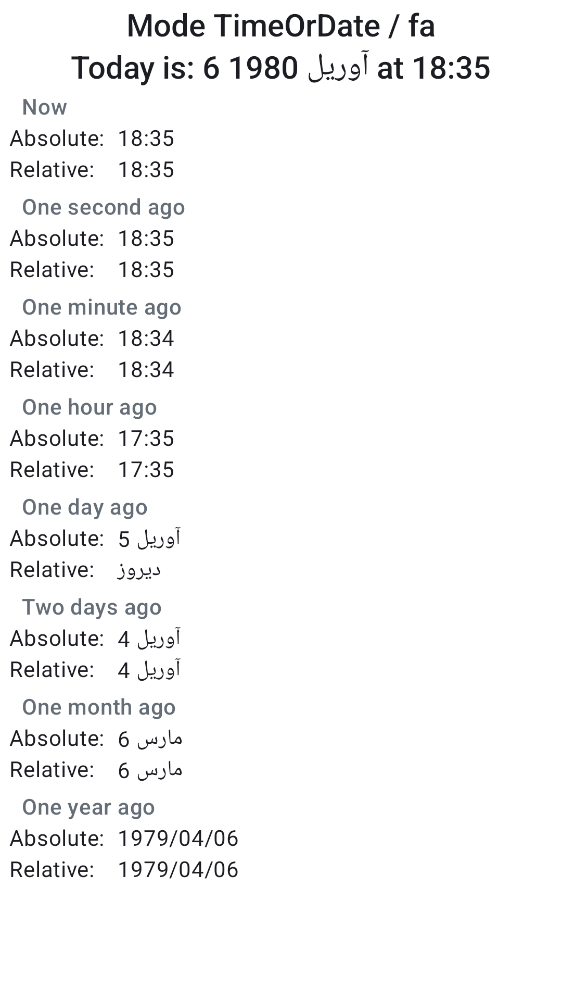 Mode TimeOrDate / fa
Today is: 6 آوریل 1980 at 18:35
Now
Absolute: 18:35
Relative: 18:35
One second ago
Absolute: 18:35
Relative: 18:35
One minute ago
Absolute: 18:34
Relative: 18:34
One hour ago
Absolute: 17:35
Relative: 17:35
One day ago
Absolute: 5 آوریل
Relative: دیروز
Two days ago
Absolute: 4 آوریل
Relative: 4 آوریل
One month ago
Absolute: 6 مارس
Relative: 6 مارس
One year ago
Absolute: 1979/04/06
Relative: 1979/04/06